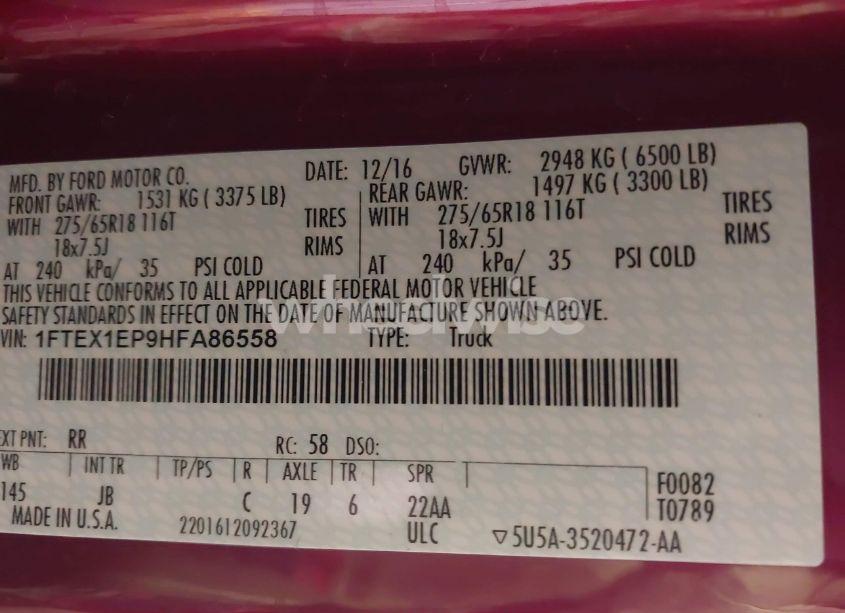 MFD. BY FORD MOTOR CO. DATE: 12/16 GVWR: 2948 KG ( 6500 LB)
FRONT GAWR: 1531 KG ( 3375 LB) REAR GAWR: 1497 KG ( 3300 LB)
WITH 275/65R18 116T TIRES WITH 275/65R18 116T TIRES
18x7.5J RIMS 18x7.5J RIMS
AT 240 kPa/ 35 PSI COLD AT 240 kPa/ 35 PSI COLD
THIS VEHICLE CONFORMS TO ALL APPLICABLE FEDERAL MOTOR VEHICLE
SAFETY STANDARDS IN EFFECT ON THE DATE OF MANUFACTURE SHOWN ABOVE.
VIN: 1FTEX1EP9HFA86558 TYPE: Truck
EXT PNT: RR RC: 58 DSO:
WB INT TR TP/PS R AXLE TR SPR F0082
145 JB C 19 6 22AA T0789
MADE IN U.S.A. 2201612092367 ULC ▽5U5A-3520472-AA
wheelwise